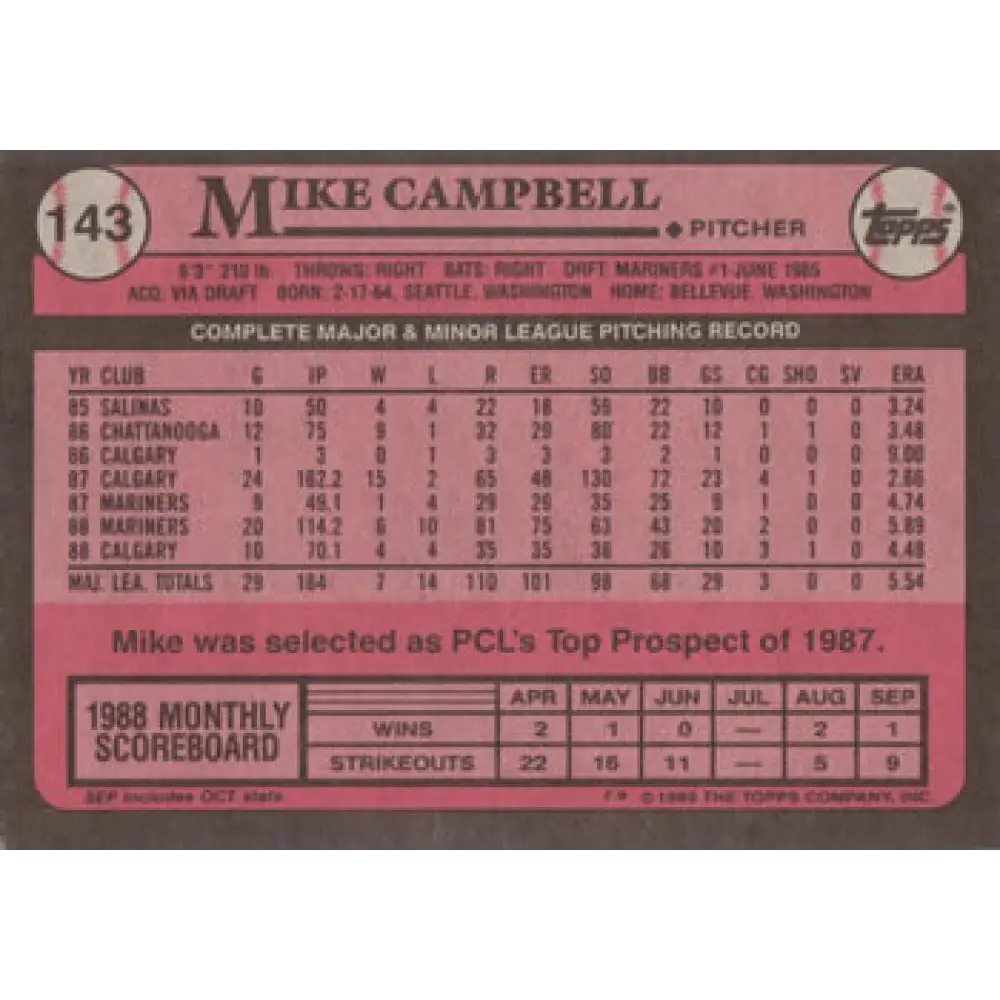 143
MIKE CAMPBELL
◆ PITCHER
Topps®
6'3" 210 lb. THROWS: RIGHT BATS: RIGHT DRFT: MARINERS #1-JUNE 1985
ACQ. VIA DRAFT BORN: 2-17-64, SEATTLE, WASHINGTON HOME: BELLEVUE, WASHINGTON
COMPLETE MAJOR & MINOR LEAGUE PITCHING RECORD
YR CLUB G IP W L R ER SO BB GS CG SHO SV ERA
85 SALINAS 10 50 4 4 22 18 59 22 10 0 0 0 3.24
86 CHATTANOOGA 12 75 9 1 32 29 80 22 12 1 1 0 3.48
86 CALGARY 1 3 0 1 3 3 3 2 1 0 0 0 9.00
87 CALGARY 24 162.2 15 2 65 48 130 72 23 4 1 0 2.66
87 MARINERS 9 49.1 1 4 29 29 35 25 9 1 0 0 4.74
88 MARINERS 20 114.2 6 10 81 75 63 43 20 2 0 0 5.89
88 CALGARY 10 70.1 4 4 35 35 36 26 10 3 1 0 4.48
MAJ. LEA. TOTALS 29 164 7 14 110 101 98 68 29 3 0 0 5.54
Mike was selected as PCL's Top Prospect of 1987.
1988 MONTHLY SCOREBOARD
APR MAY JUN JUL AUG SEP
WINS 2 1 0 — 2 1
STRIKEOUTS 22 16 11 — 5 9
SEP includes OCT stats
© 1989 THE TOPPS COMPANY, INC.